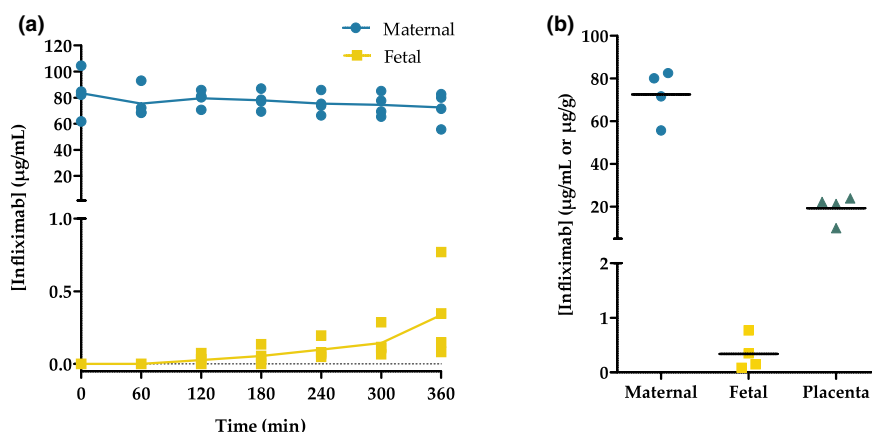 (a)
Maternal
Fetal
[Infliximab] (µg/mL)
120
100
80
60
40
20
1.0
0.5
0.0
0 60 120 180 240 300 360
Time (min)
(b)
[Infliximab] (µg/mL or µg/g)
100
80
60
40
20
2
1
0
Maternal Fetal Placenta